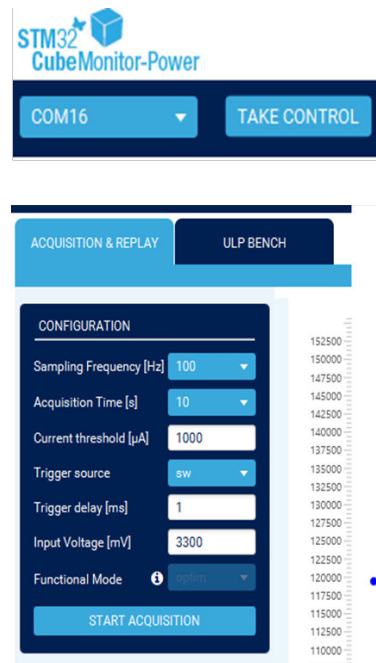 STM32
CubeMonitor-Power
COM16
TAKE CONTROL
ACQUISITION & REPLAY
ULP BENCH
CONFIGURATION
Sampling Frequency [Hz] 100
Acquisition Time [s] 10
Current threshold [µA] 1000
Trigger source sw
Trigger delay [ms] 1
Input Voltage [mV] 3300
Functional Mode i optim
START ACQUISITION
152500
150000
147500
145000
142500
140000
137500
135000
132500
130000
127500
125000
122500
120000
117500
115000
112500
110000